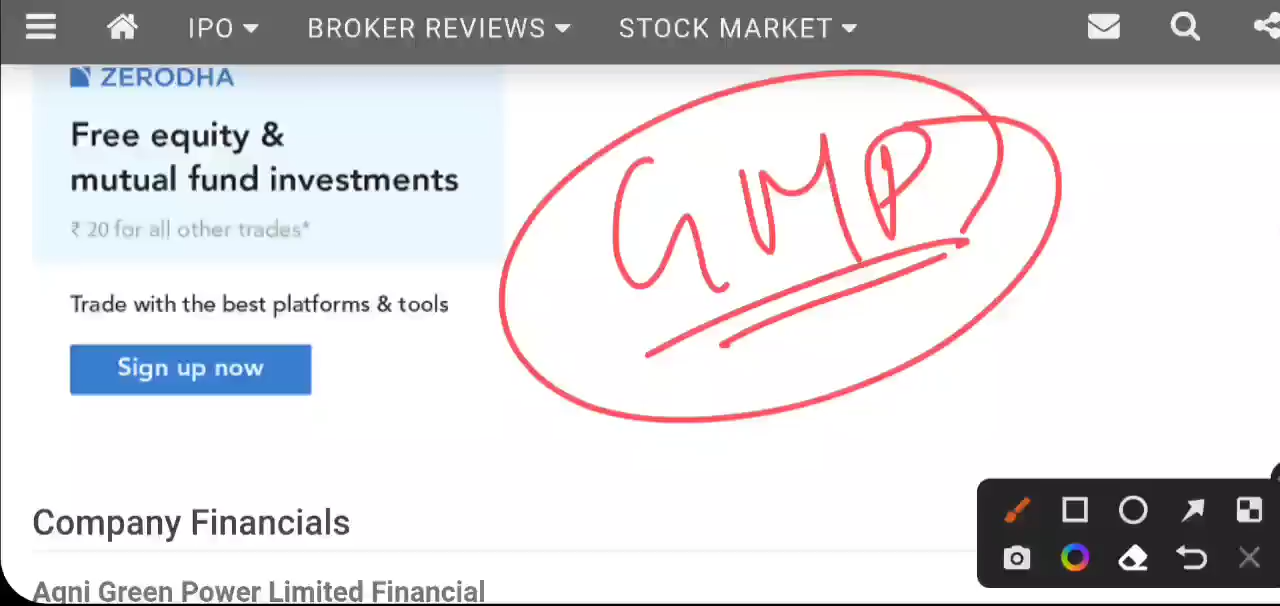 IPO BROKER REVIEWS STOCK MARKET
ZERODHA
Free equity &
mutual fund investments
₹ 20 for all other trades*
Trade with the best platforms & tools
Sign up now
GMP
Company Financials
Agni Green Power Limited Financial